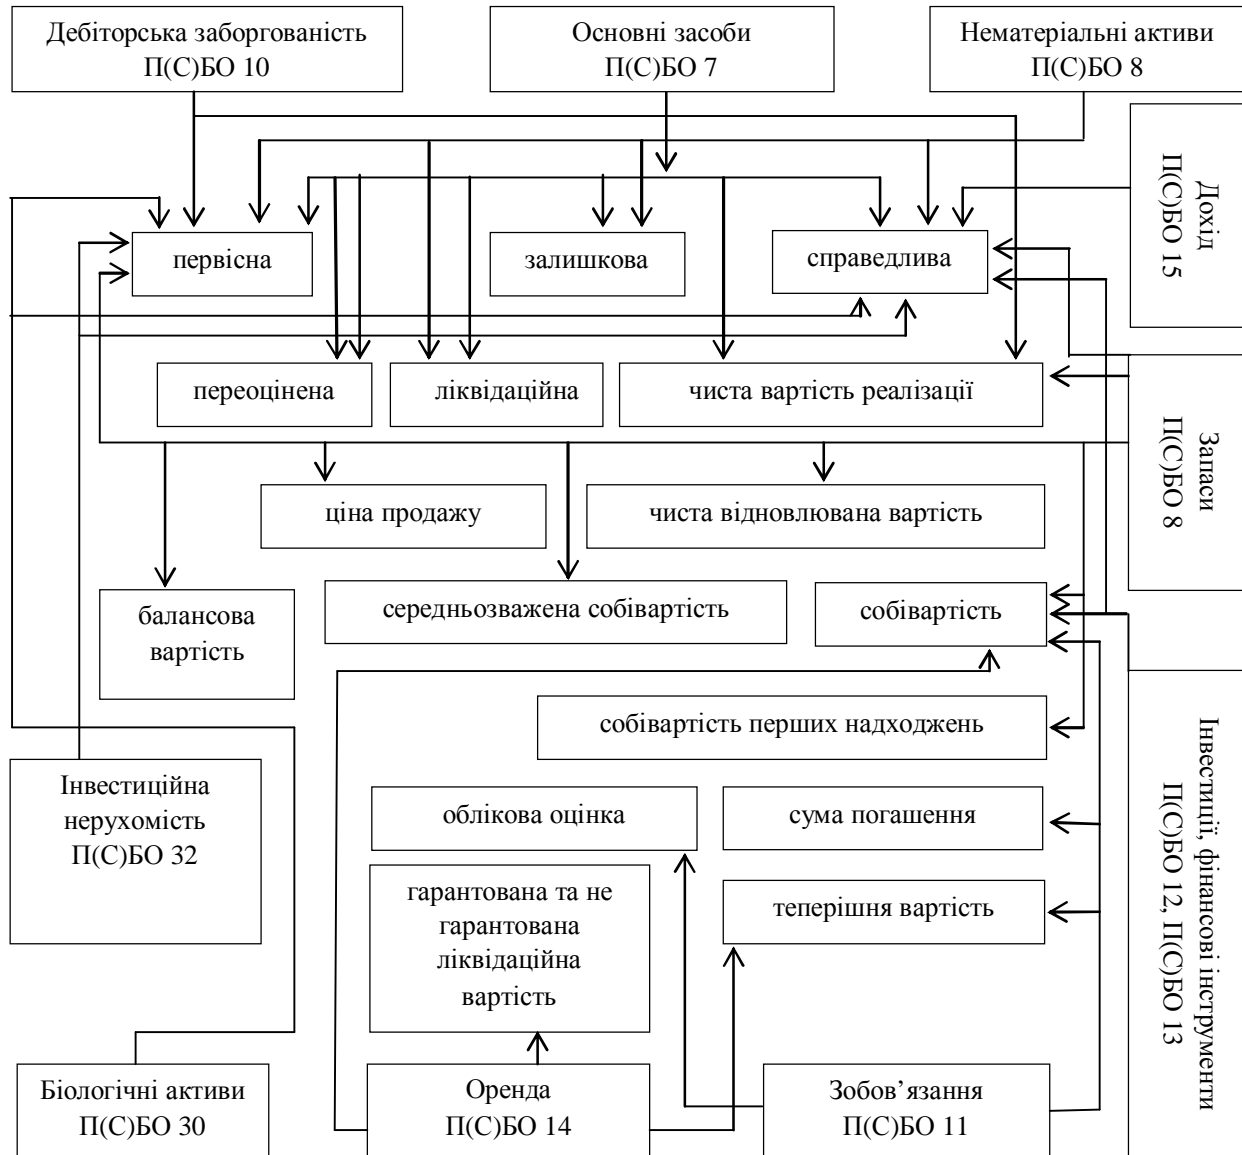 Дебіторська заборгованість
П(С)БО 10
Основні засоби
П(С)БО 7
Нематеріальні активи
П(С)БО 8
Дохід
П(С)БО 15
первісна
залишкова
справедлива
переоцінена
ліквідаційна
чиста вартість реалізації
Запаси
П(С)БО 8
ціна продажу
чиста відновлювана вартість
балансова
вартість
середньозважена собівартість
собівартість
собівартість перших надходжень
Інвестиції, фінансові інструменти
П(С)БО 12, П(С)БО 13
Інвестиційна
нерухомість
П(С)БО 32
облікова оцінка
сума погашення
гарантована та не
гарантована
ліквідаційна
вартість
теперішня вартість
Біологічні активи
П(С)БО 30
Оренда
П(С)БО 14
Зобов’язання
П(С)БО 11